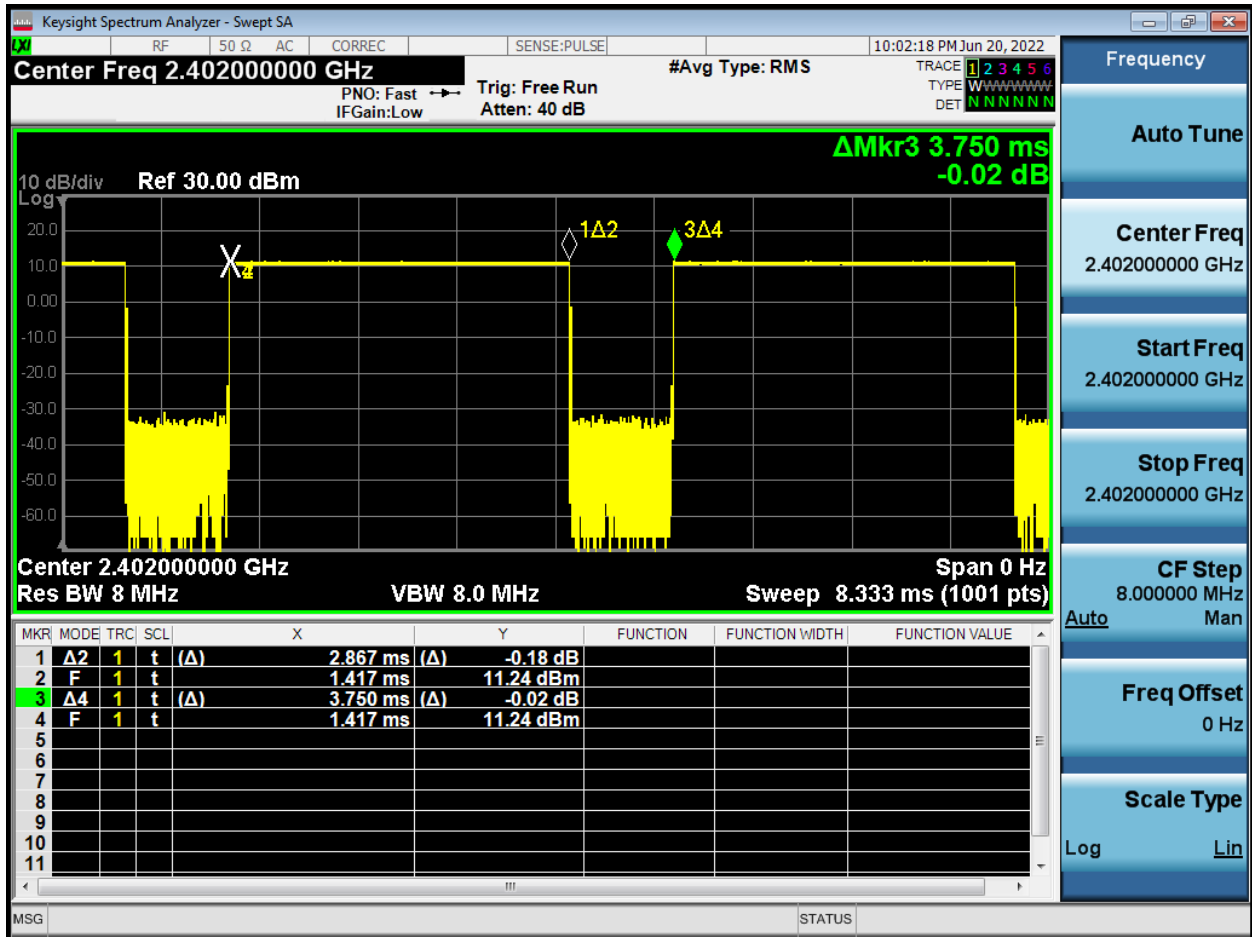 Keysight Spectrum Analyzer - Swept SA
LXI RF 50 Ω AC CORREC SENSE:PULSE 10:02:18 PM Jun 20, 2022
Center Freq 2.402000000 GHz
PNO: Fast
IFGain:Low
Trig: Free Run
Atten: 40 dB
#Avg Type: RMS
TRACE 1 2 3 4 5 6
TYPE WWWWWW
DET N N N N N N
ΔMkr3 3.750 ms
-0.02 dB
10 dB/div Ref 30.00 dBm
Log
20.0
10.0
0.00
-10.0
-20.0
-30.0
-40.0
-50.0
-60.0
1Δ2
3Δ4
X
Center 2.402000000 GHz Span 0 Hz
Res BW 8 MHz VBW 8.0 MHz Sweep 8.333 ms (1001 pts)
MKR MODE TRC SCL X Y FUNCTION FUNCTION WIDTH FUNCTION VALUE
1 Δ2 1 t (Δ) 2.867 ms (Δ) -0.18 dB
2 F 1 t 1.417 ms 11.24 dBm
3 Δ4 1 t (Δ) 3.750 ms (Δ) -0.02 dB
4 F 1 t 1.417 ms 11.24 dBm
5
6
7
8
9
10
11
MSG STATUS
Frequency
Auto Tune
Center Freq
2.402000000 GHz
Start Freq
2.402000000 GHz
Stop Freq
2.402000000 GHz
CF Step
8.000000 MHz
Auto Man
Freq Offset
0 Hz
Scale Type
Log Lin